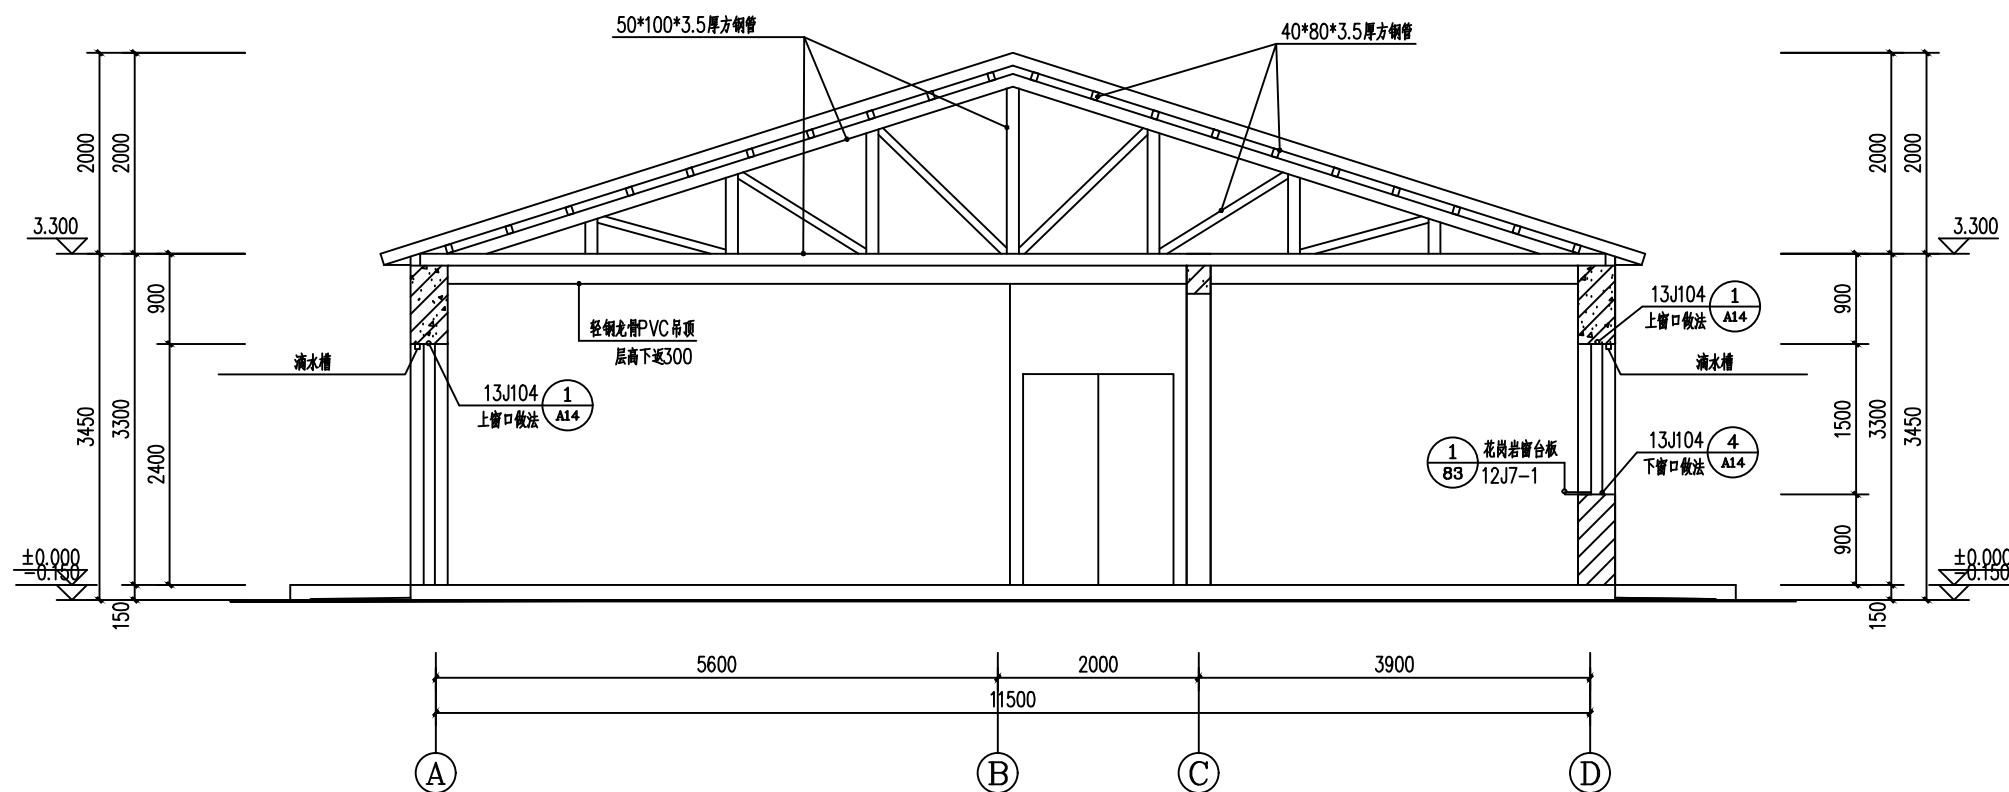 50*100*3.5厚方钢管
40*80*3.5厚方钢管
2000
2000
2000
2000
3.300
3.300
900
900
轻钢龙骨PVC吊顶
层高下返300
13J104
1
A14
上窗口做法
滴水槽
滴水槽
13J104
1
A14
上窗口做法
3450
3300
2400
1500
3300
3450
1
83
花岗岩窗台板
12J7-1
13J104
4
A14
下窗口做法
900
±0.000
-0.150
±0.000
-0.150
150
150
5600
2000
3900
11500
A
B
C
D